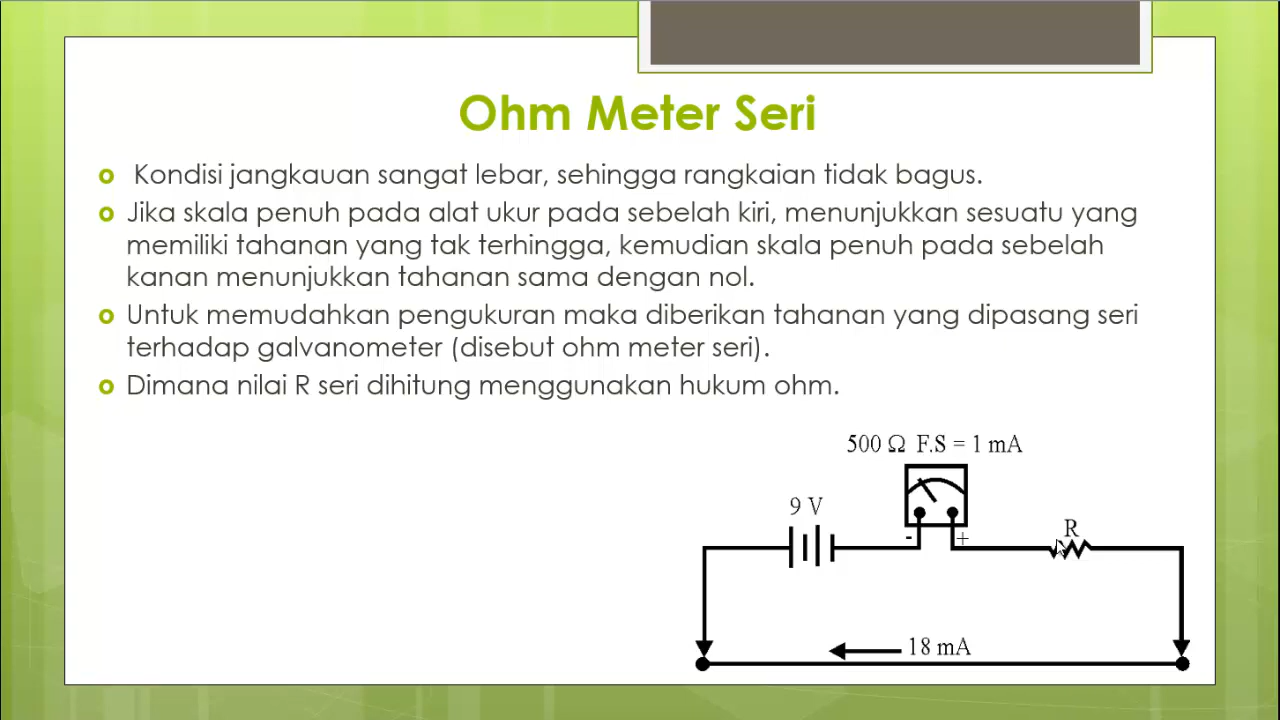 Ohm Meter Seri
Kondisi jangkauan sangat lebar, sehingga rangkaian tidak bagus.
Jika skala penuh pada alat ukur pada sebelah kiri, menunjukkan sesuatu yang
memiliki tahanan yang tak terhingga, kemudian skala penuh pada sebelah
kanan menunjukkan tahanan sama dengan nol.
Untuk memudahkan pengukuran maka diberikan tahanan yang dipasang seri
terhadap galvanometer (disebut ohm meter seri).
Dimana nilai R seri dihitung menggunakan hukum ohm.
500 Ω F.S = 1 mA
9 V
R
- +
18 mA